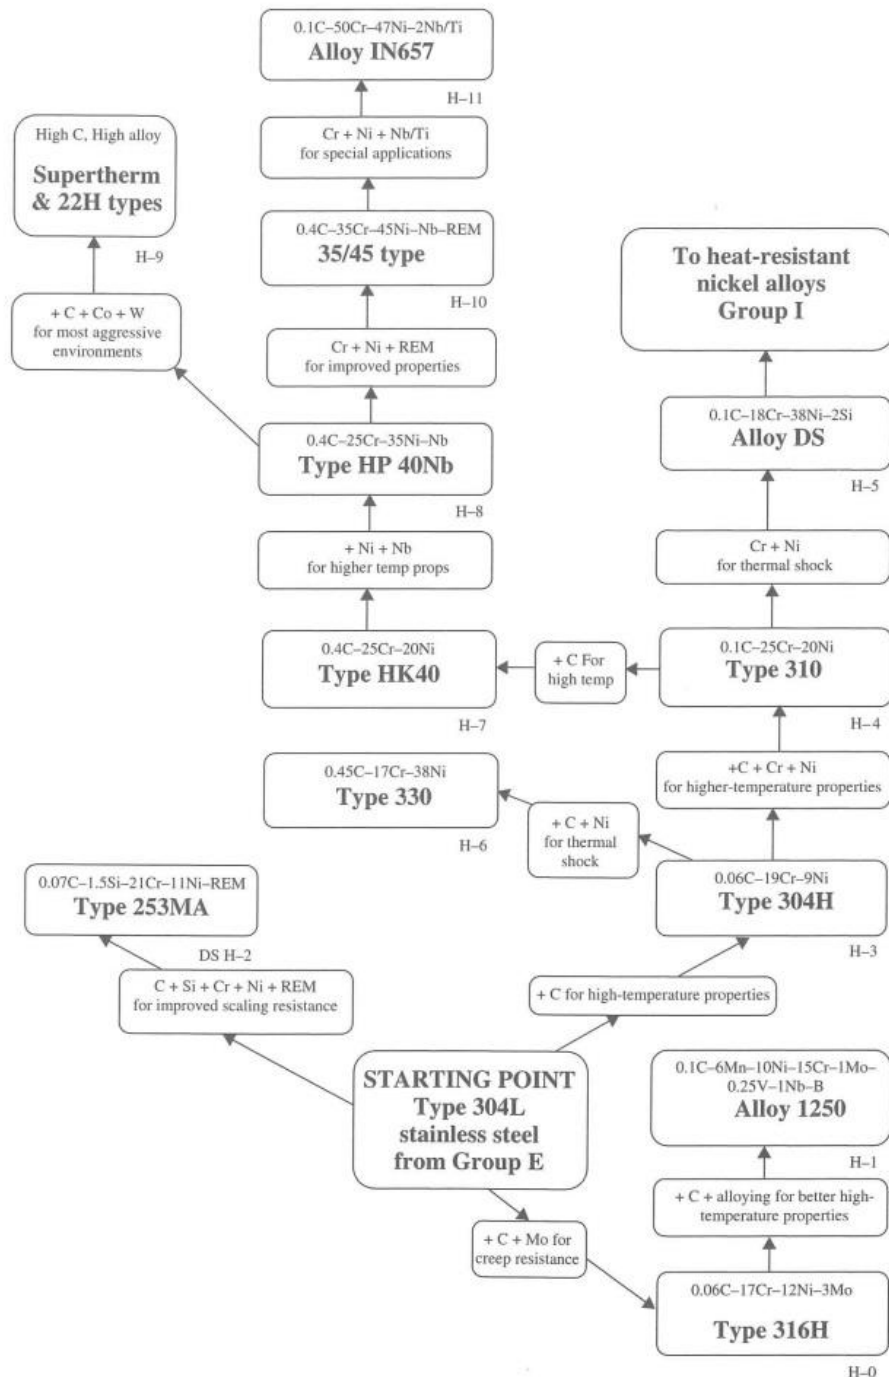 0.1C–50Cr–47Ni–2Nb/Ti
Alloy IN657
H–11
Cr + Ni + Nb/Ti
for special applications
High C, High alloy
Supertherm
& 22H types
H–9
0.4C–35Cr–45Ni–Nb–REM
35/45 type
H–10
To heat-resistant
nickel alloys
Group I
+ C + Co + W
for most aggressive
environments
Cr + Ni + REM
for improved properties
0.1C–18Cr–38Ni–2Si
Alloy DS
H–5
0.4C–25Cr–35Ni–Nb
Type HP 40Nb
H–8
+ Ni + Nb
for higher temp props
Cr + Ni
for thermal shock
0.4C–25Cr–20Ni
Type HK40
H–7
+ C For
high temp
0.1C–25Cr–20Ni
Type 310
H–4
+C + Cr + Ni
for higher-temperature properties
0.45C–17Cr–38Ni
Type 330
H–6
+ C + Ni
for thermal
shock
0.06C–19Cr–9Ni
Type 304H
H–3
0.07C–1.5Si–21Cr–11Ni–REM
Type 253MA
DS H–2
C + Si + Cr + Ni + REM
for improved scaling resistance
+ C for high-temperature properties
STARTING POINT
Type 304L
stainless steel
from Group E
0.1C–6Mn–10Ni–15Cr–1Mo–
0.25V–1Nb–B
Alloy 1250
H–1
+ C + alloying for better high-
temperature properties
+ C + Mo for
creep resistance
0.06C–17Cr–12Ni–3Mo
Type 316H
H–0